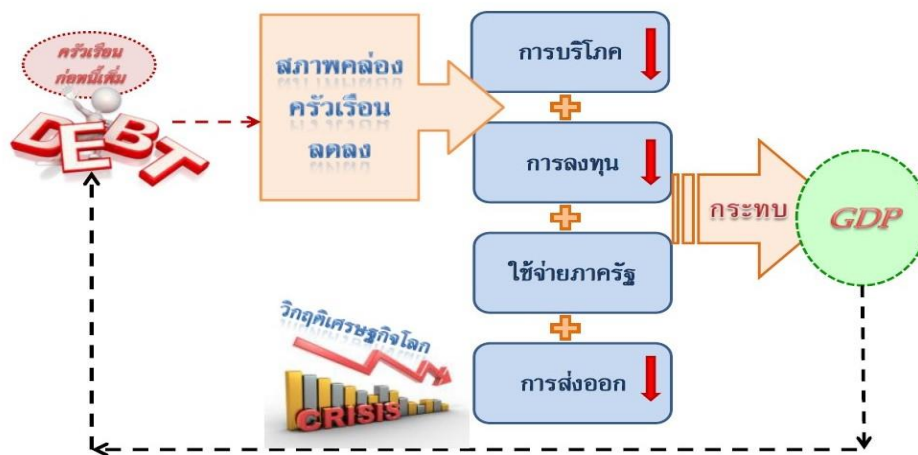 ครัวเรือน
ก่อหนี้เพิ่ม
DEBT
สภาพคล่อง
ครัวเรือน
ลดลง
การบริโภค
การลงทุน
ใช้จ่ายภาครัฐ
การส่งออก
กระทบ
GDP
วิกฤติเศรษฐกิจโลก
CRISIS